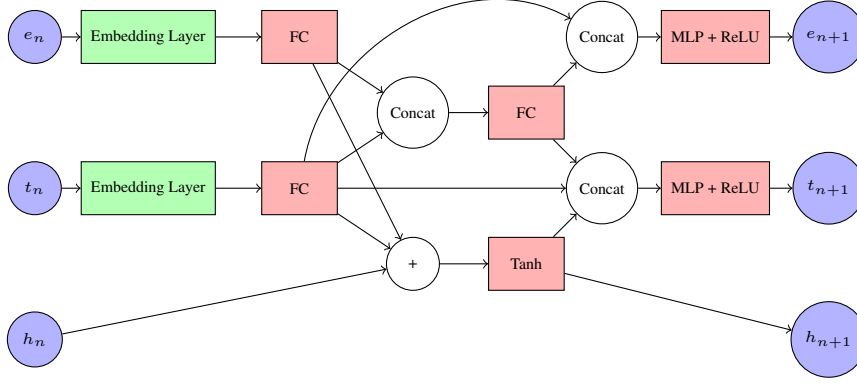 e_n
Embedding Layer
FC
Concat
MLP + ReLU
e_{n+1}
Concat
FC
t_n
Embedding Layer
FC
Concat
MLP + ReLU
t_{n+1}
+
Tanh
h_n
h_{n+1}